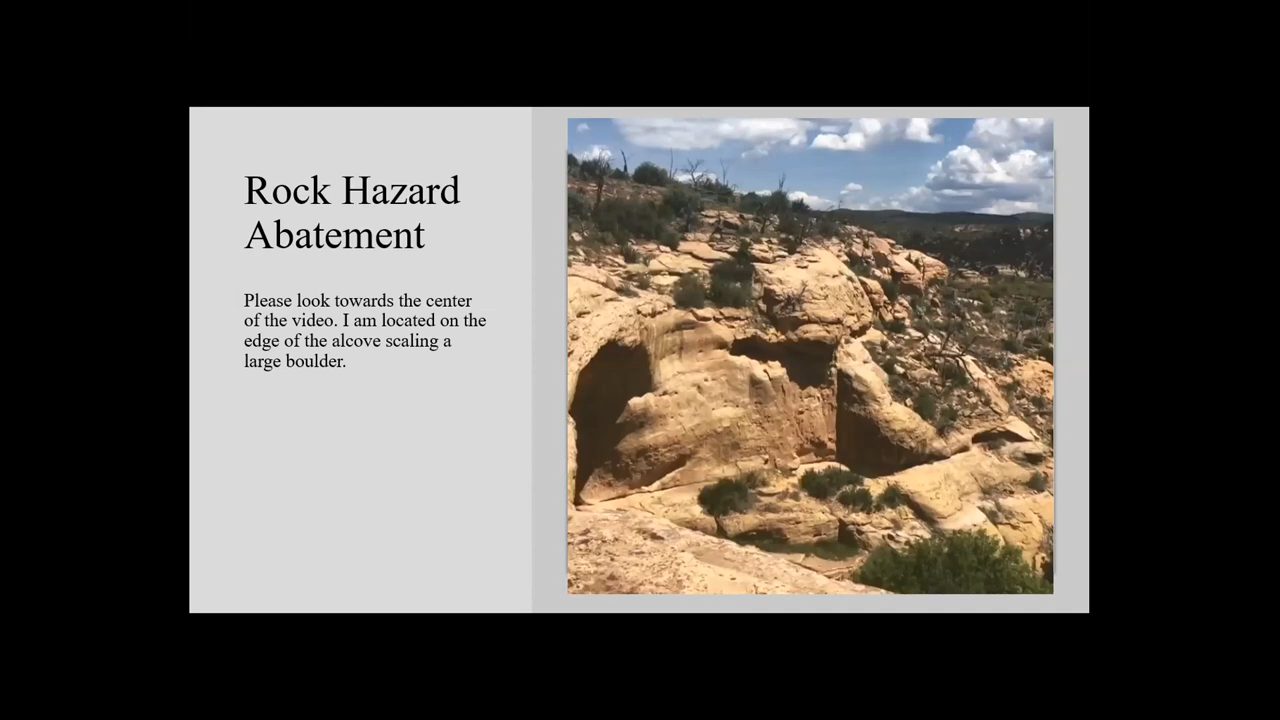 Rock Hazard
Abatement
Please look towards the center
of the video. I am located on the
edge of the alcove scaling a
large boulder.